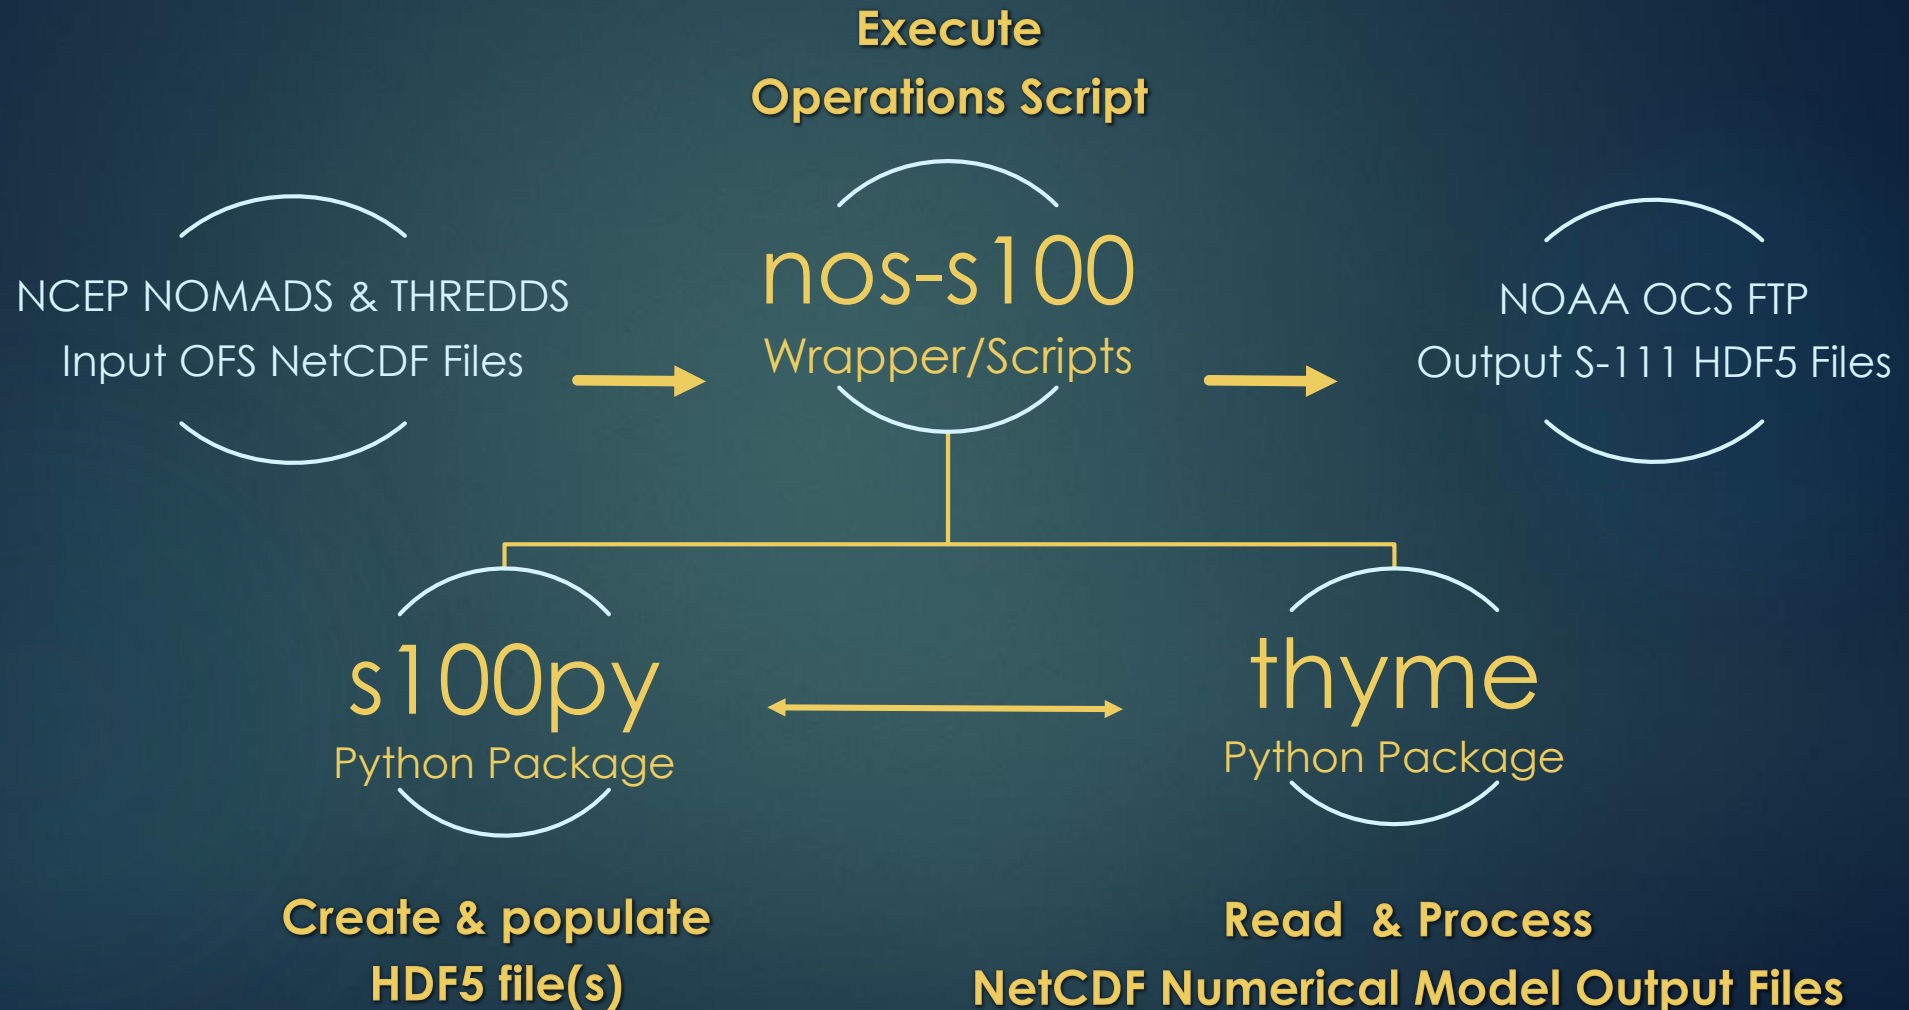 Execute
Operations Script
NCEP NOMADS & THREDDS
Input OFS NetCDF Files
nos-s100
Wrapper/Scripts
NOAA OCS FTP
Output S-111 HDF5 Files
s100py
Python Package
thyme
Python Package
Create & populate
HDF5 file(s)
Read & Process
NetCDF Numerical Model Output Files